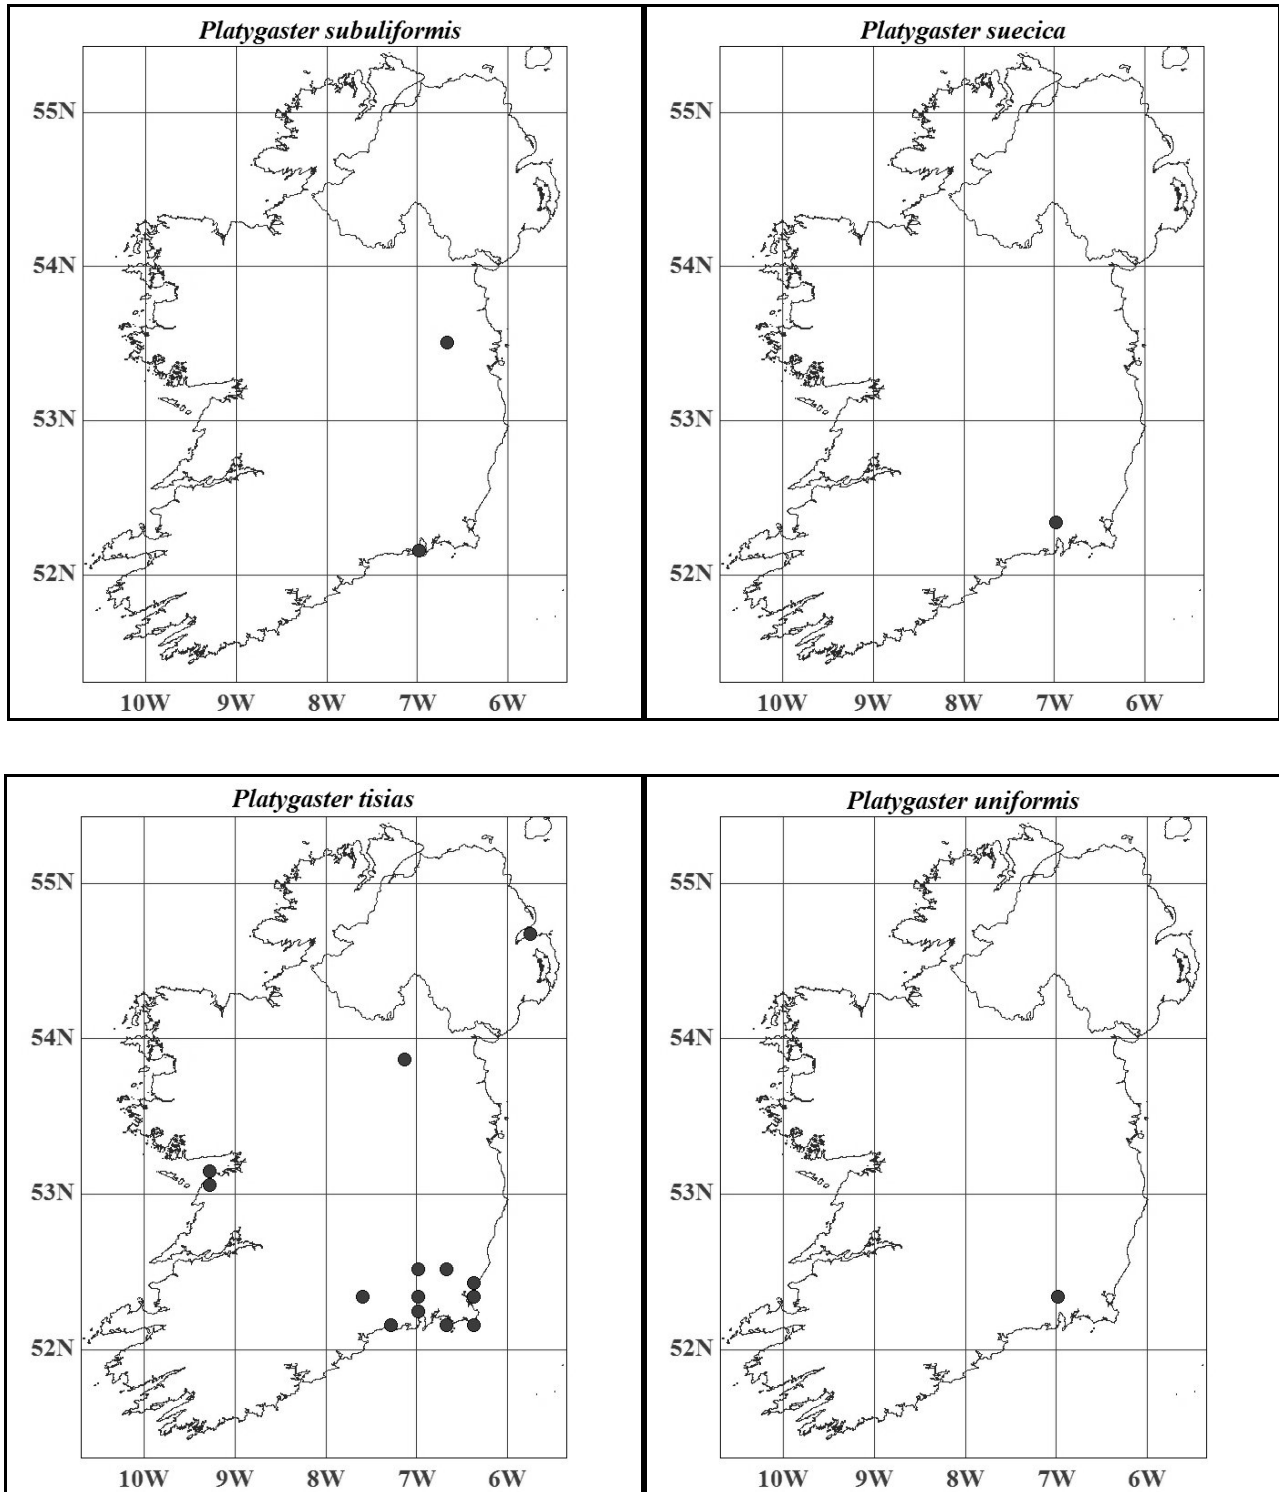 Platygaster subuliformis
55N
54N
53N
52N
10W 9W 8W 7W 6W
Platygaster suecica
55N
54N
53N
52N
10W 9W 8W 7W 6W
Platygaster tisias
55N
54N
53N
52N
10W 9W 8W 7W 6W
Platygaster uniformis
55N
54N
53N
52N
10W 9W 8W 7W 6W